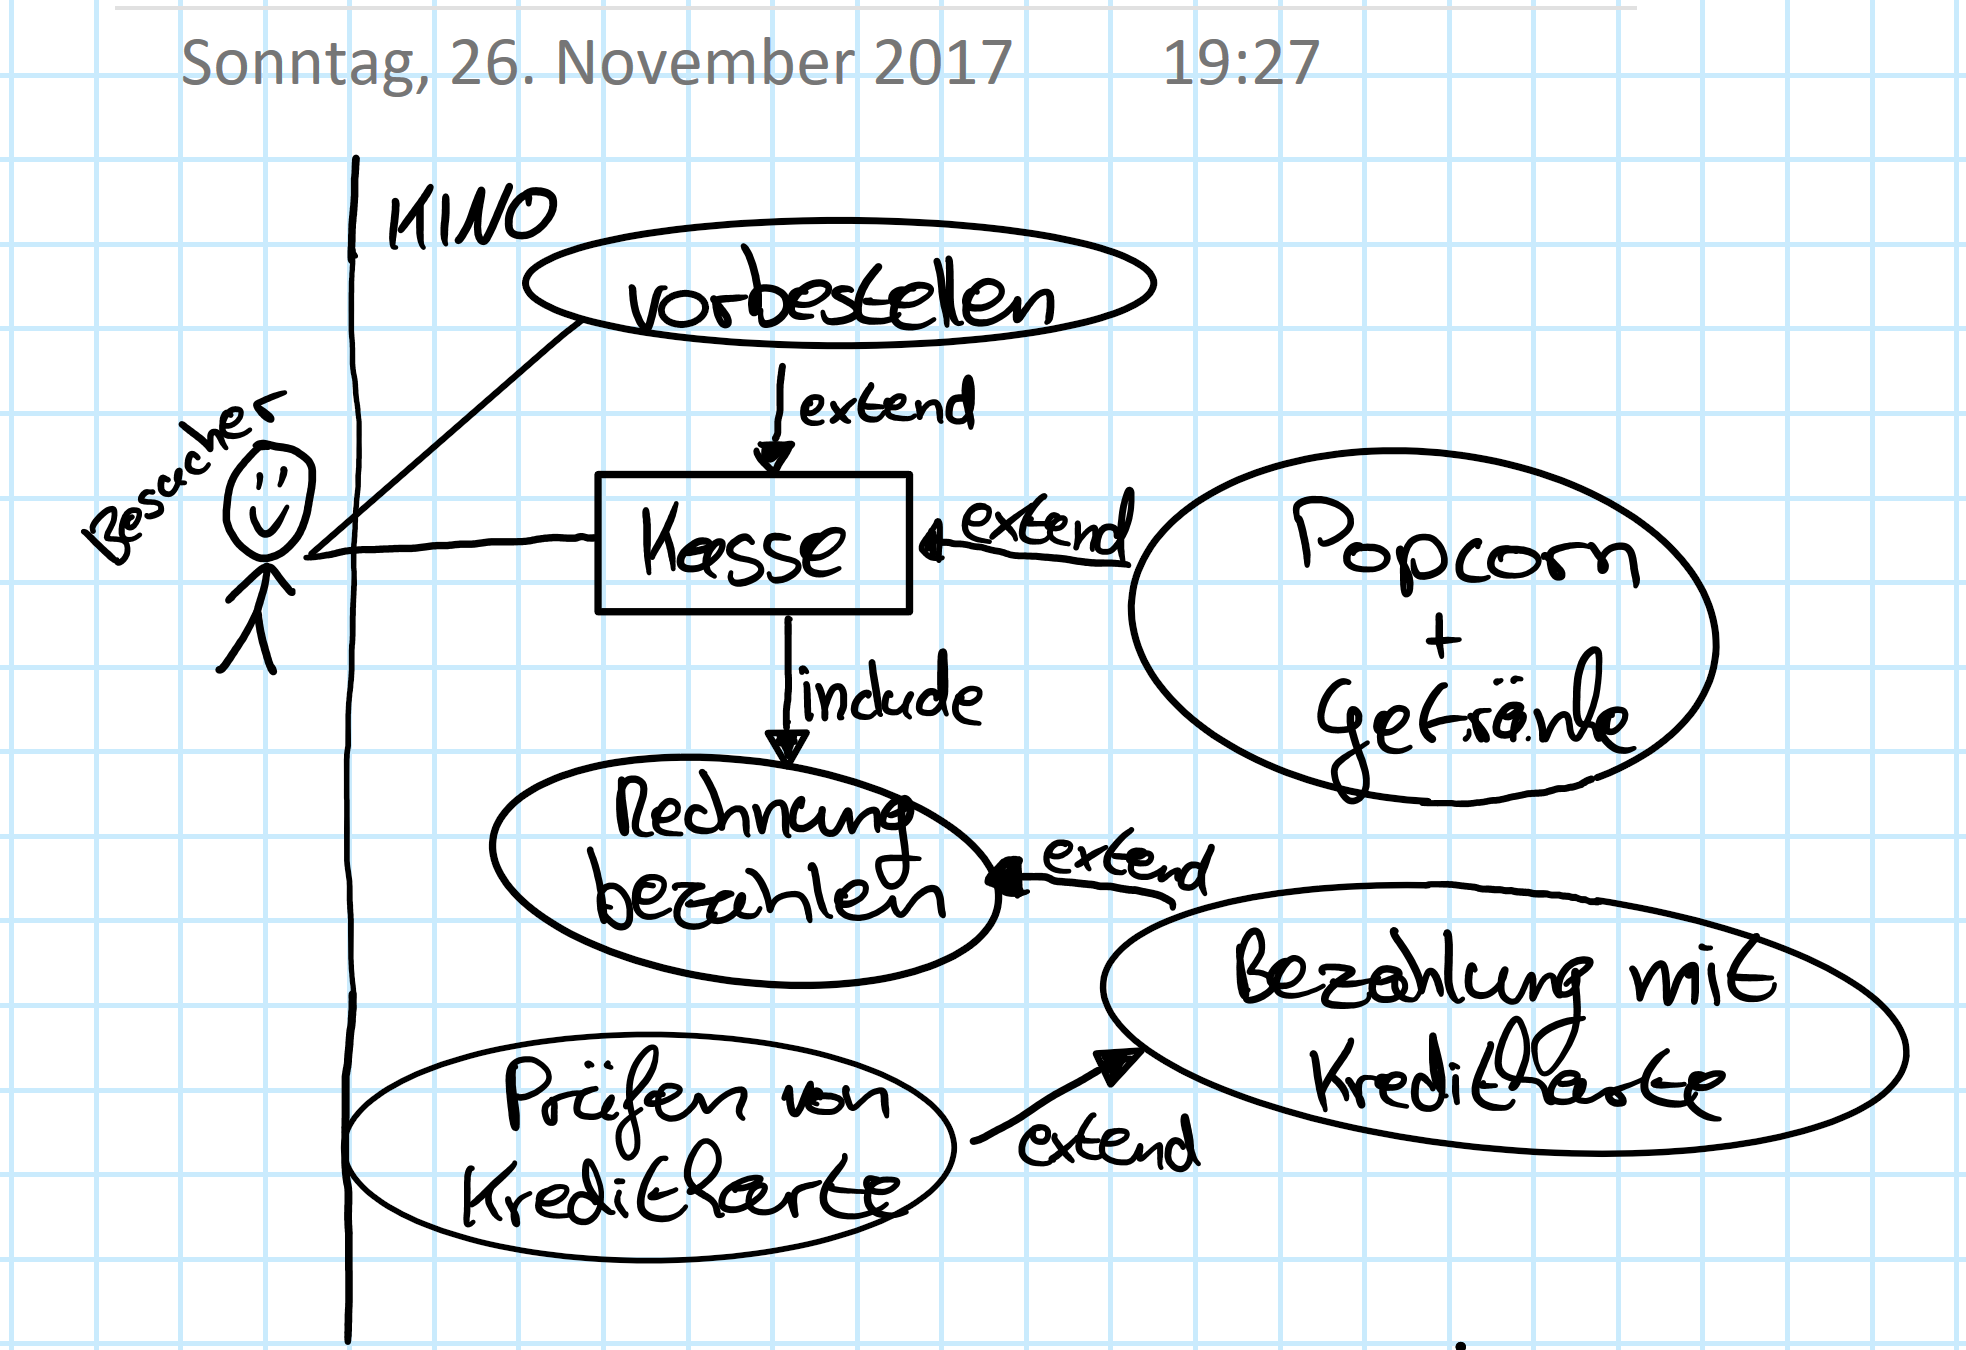 Sonntag, 26. November 2017 19:27
KINO
vorbestellen
extend
Besucher
Kasse
extend
Popcorn
+
Getränke
include
Rechnung
bezahlen
extend
Bezahlung mit
Kreditkarte
Prüfen von
Kreditkarte
extend